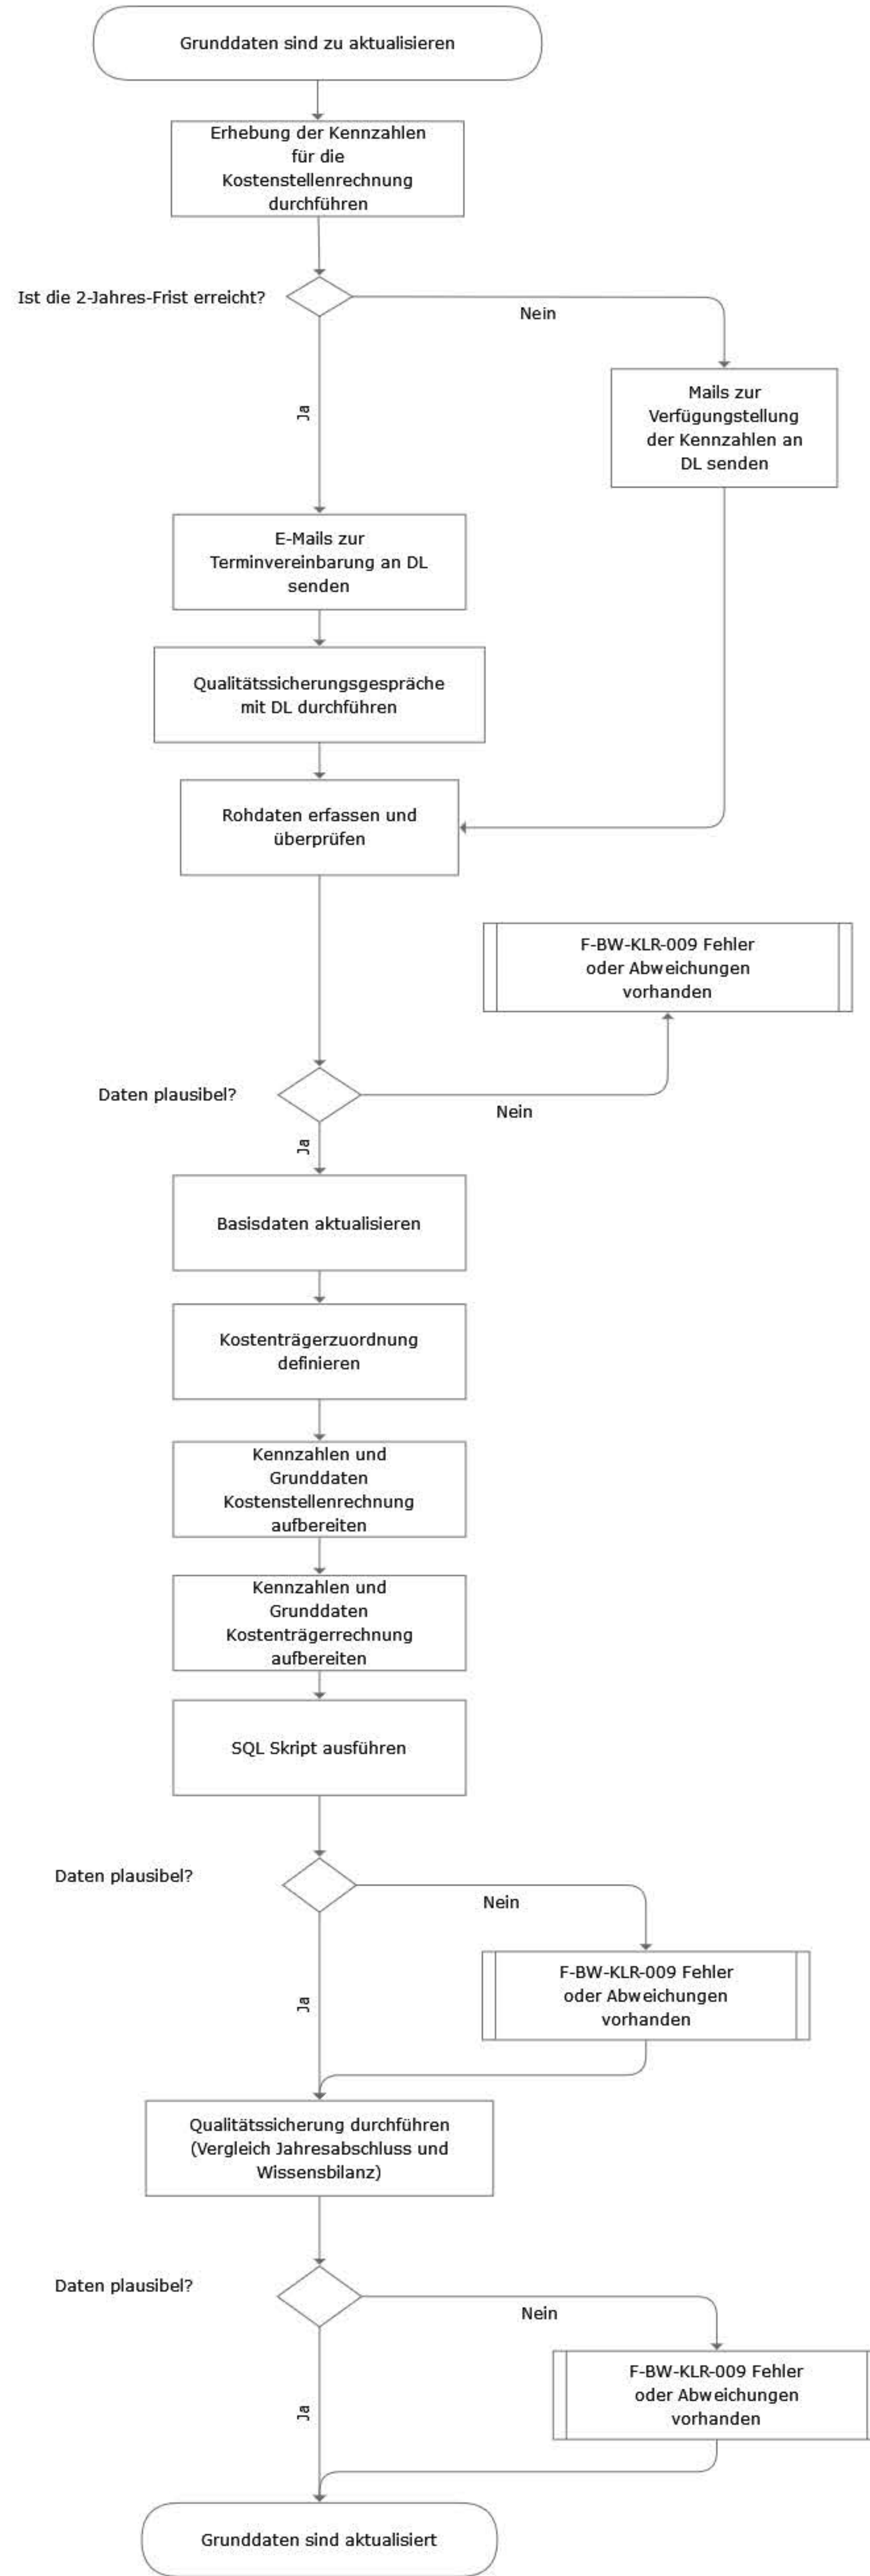 Grunddaten sind zu aktualisieren
Erhebung der Kennzahlen
für die
Kostenstellenrechnung
durchführen
Ist die 2-Jahres-Frist erreicht?
Nein
Ja
Mails zur
Verfügungstellung
der Kennzahlen an
DL senden
E-Mails zur
Terminvereinbarung an DL
senden
Qualitätssicherungsgespräche
mit DL durchführen
Rohdaten erfassen und
überprüfen
F-BW-KLR-009 Fehler
oder Abweichungen
vorhanden
Daten plausibel?
Nein
Ja
Basisdaten aktualisieren
Kostenträgerzuordnung
definieren
Kennzahlen und
Grunddaten
Kostenstellenrechnung
aufbereiten
Kennzahlen und
Grunddaten
Kostenträgerrechnung
aufbereiten
SQL Skript ausführen
Daten plausibel?
Nein
F-BW-KLR-009 Fehler
oder Abweichungen
vorhanden
Ja
Qualitätssicherung durchführen
(Vergleich Jahresabschluss und
Wissensbilanz)
Daten plausibel?
Nein
F-BW-KLR-009 Fehler
oder Abweichungen
vorhanden
Ja
Grunddaten sind aktualisiert